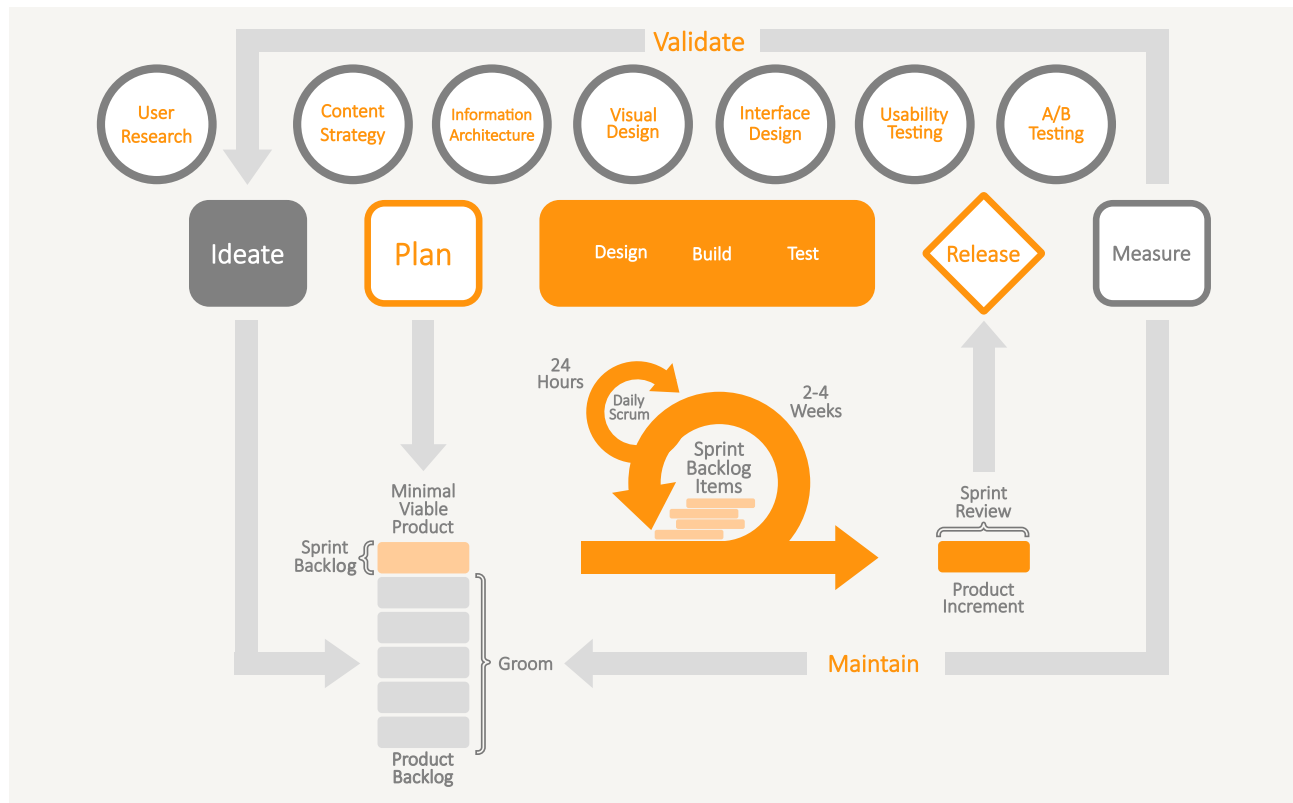 Validate
User
Research
Content
Strategy
Information
Architecture
Visual
Design
Interface
Design
Usability
Testing
A/B
Testing
Ideate
Plan
Design
Build
Test
Release
Measure
24
Hours
Daily
Scrum
2-4
Weeks
Sprint
Backlog
Items
Minimal
Viable
Product
Sprint
Backlog
Sprint
Review
Product
Increment
Groom
Maintain
Product
Backlog